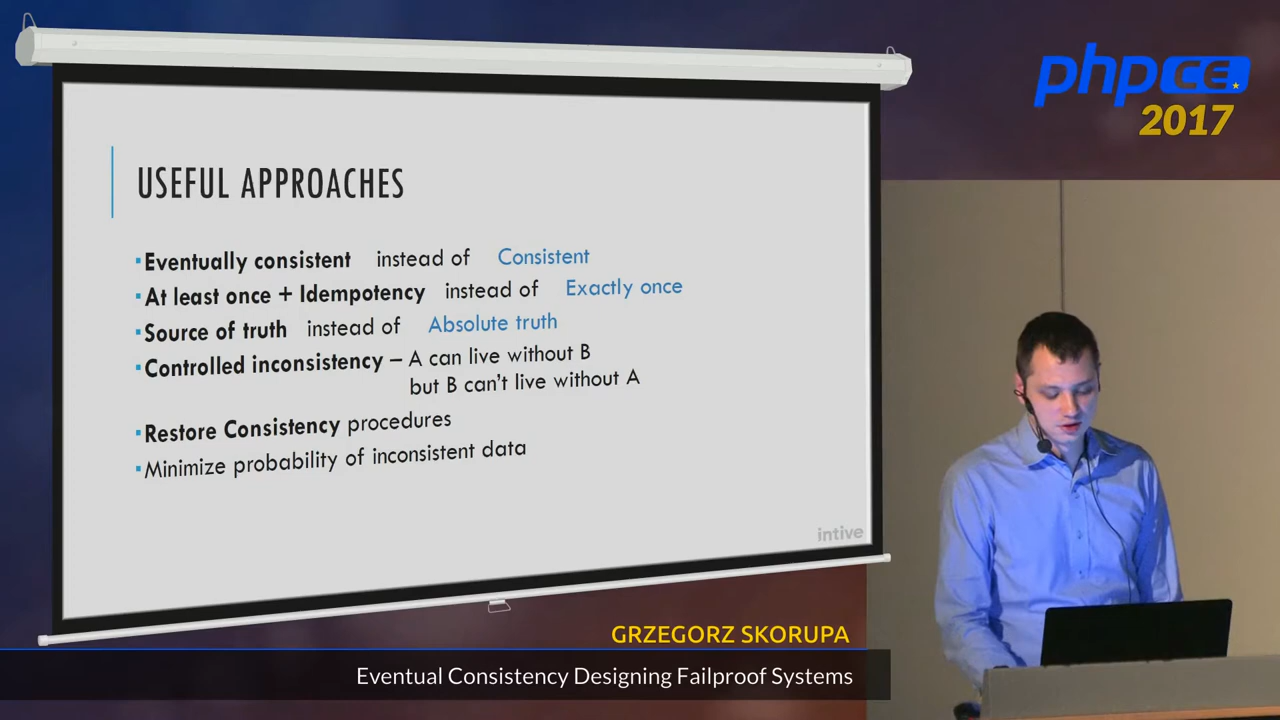 phpCE
2017
USEFUL APPROACHES
▪Eventually consistent instead of Consistent
▪At least once + Idempotency instead of Exactly once
▪Source of truth instead of Absolute truth
▪Controlled inconsistency – A can live without B
but B can't live without A
▪Restore Consistency procedures
▪Minimize probability of inconsistent data
intive
GRZEGORZ SKORUPA
Eventual Consistency Designing Failproof Systems